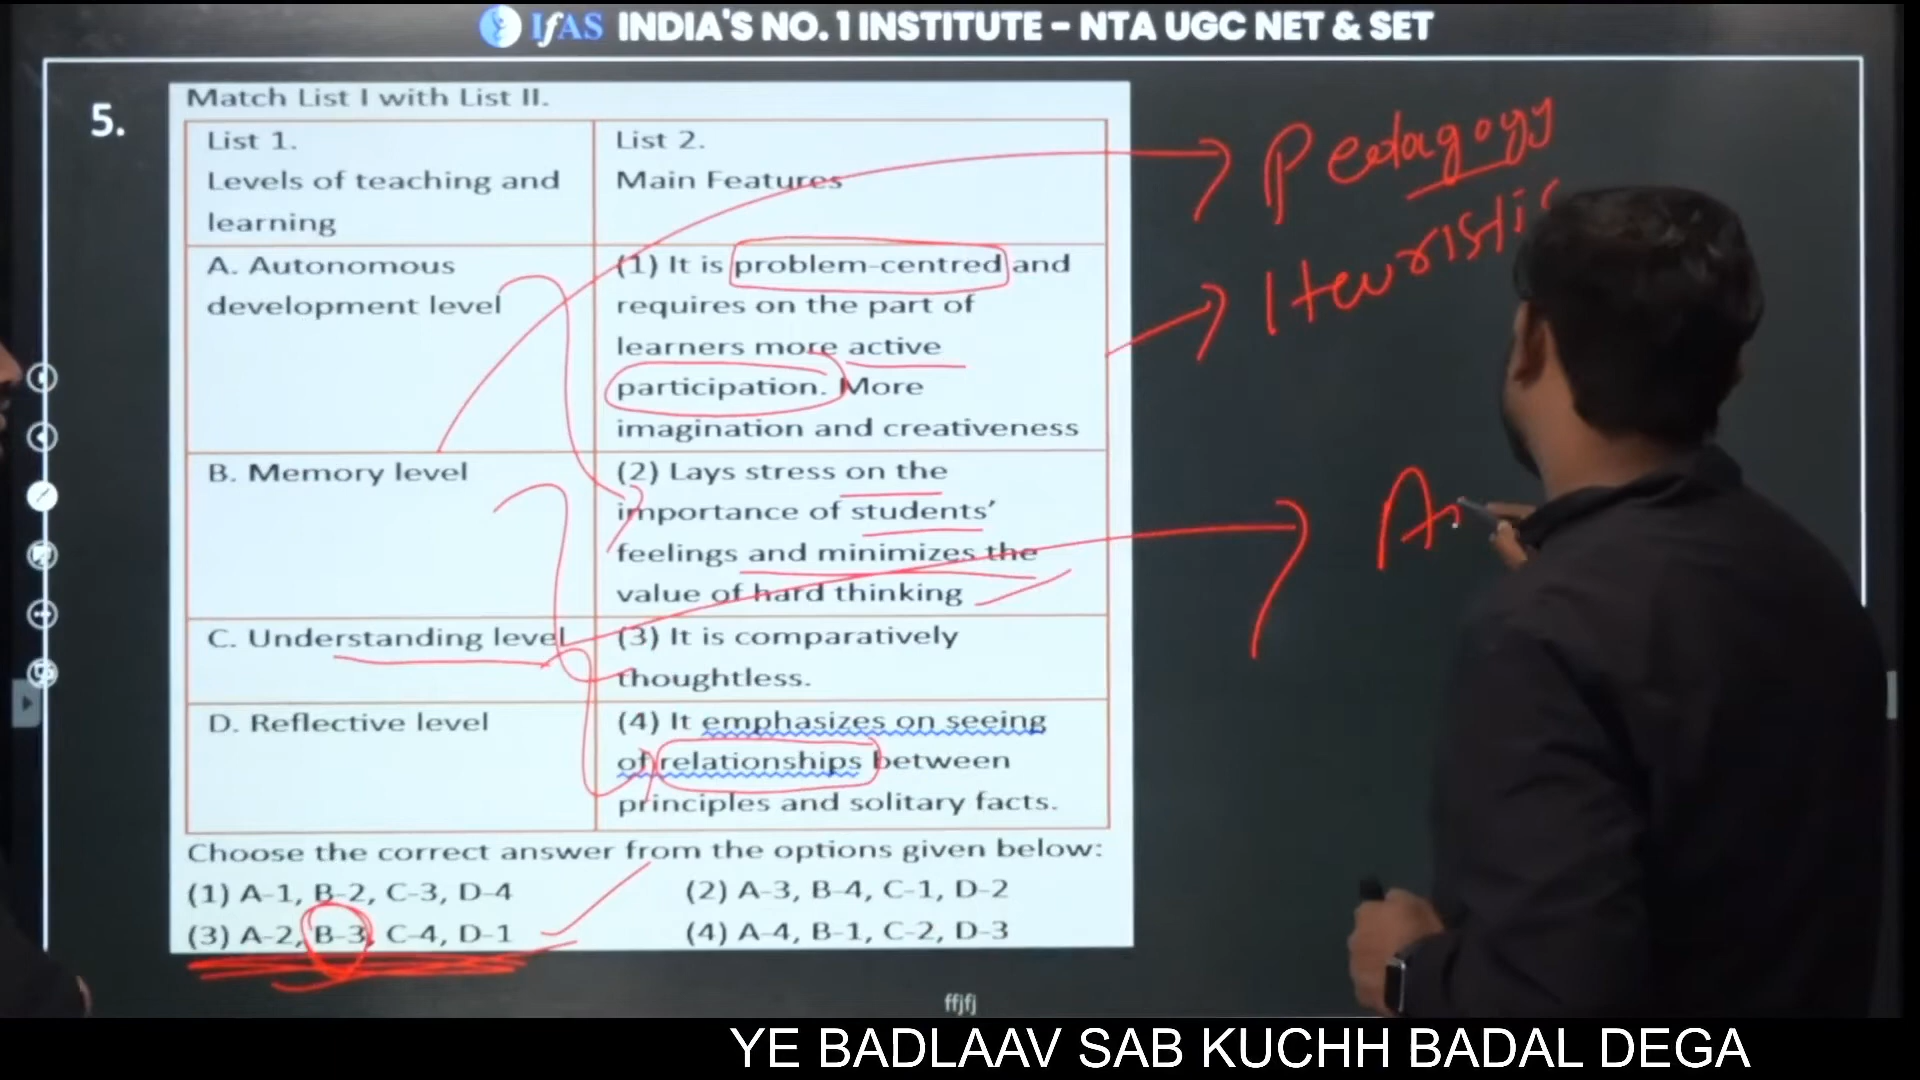 IfAS INDIA'S NO. 1 INSTITUTE - NTA UGC NET & SET
5.
Match List I with List II.
List 1.
Levels of teaching and
learning
List 2.
Main Features
A. Autonomous
development level
(1) It is problem-centred and
requires on the part of
learners more active
participation. More
imagination and creativeness
B. Memory level
(2) Lays stress on the
importance of students'
feelings and minimizes the
value of hard thinking
C. Understanding level
(3) It is comparatively
thoughtless.
D. Reflective level
(4) It emphasizes on seeing
of relationships between
principles and solitary facts.
Choose the correct answer from the options given below:
(1) A-1, B-2, C-3, D-4
(2) A-3, B-4, C-1, D-2
(3) A-2, B-3, C-4, D-1
(4) A-4, B-1, C-2, D-3
Pedagogy
ffjfj
YE BADLAAV SAB KUCHH BADAL DEGA